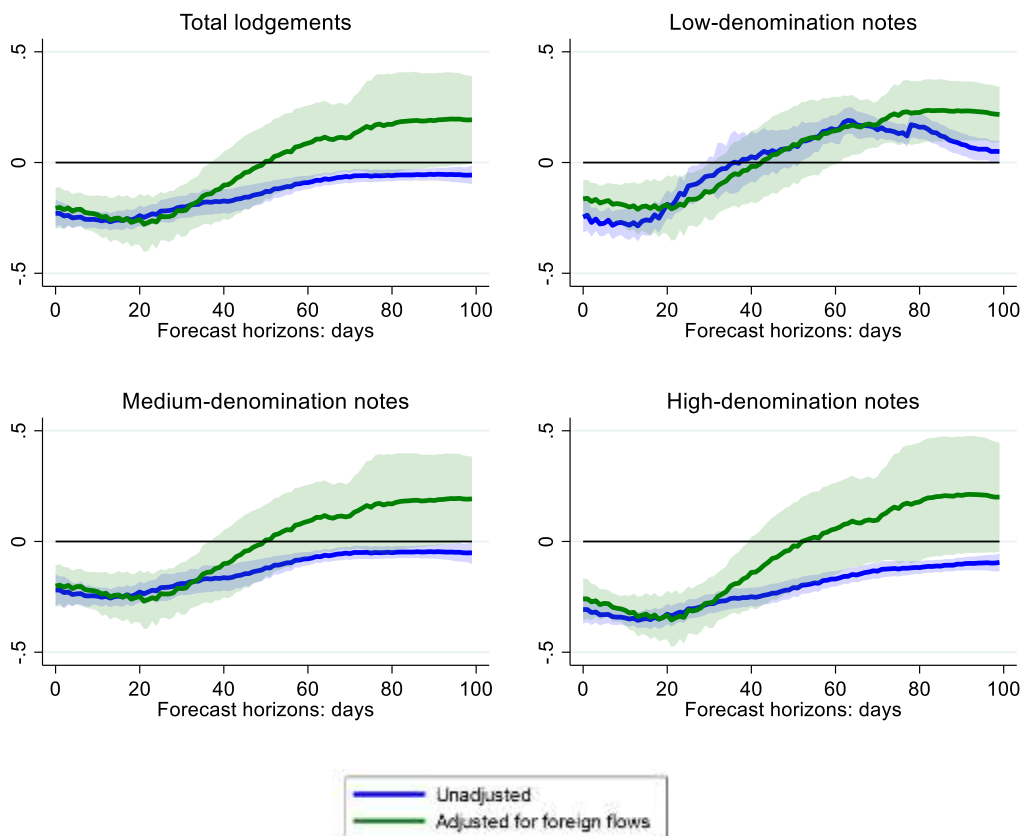 Total lodgements
.5
0
-.5
0 20 40 60 80 100
Forecast horizons: days
Low-denomination notes
.5
0
-.5
0 20 40 60 80 100
Forecast horizons: days
Medium-denomination notes
.5
0
-.5
0 20 40 60 80 100
Forecast horizons: days
High-denomination notes
.5
0
-.5
0 20 40 60 80 100
Forecast horizons: days
Unadjusted
Adjusted for foreign flows